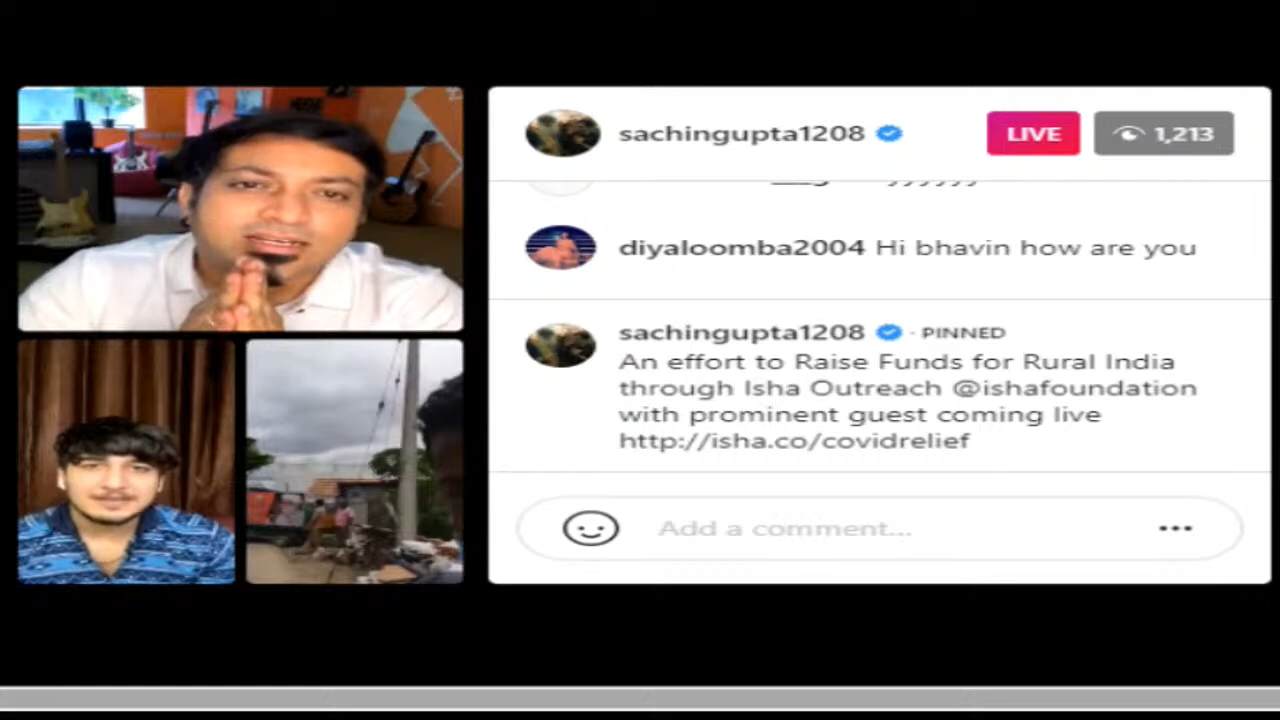 sachingupta1208
LIVE
1,213
diyaloomba2004 Hi bhavin how are you
sachingupta1208 · PINNED
An effort to Raise Funds for Rural India
through Isha Outreach @ishafoundation
with prominent guest coming live
http://isha.co/covidrelief
Add a comment...